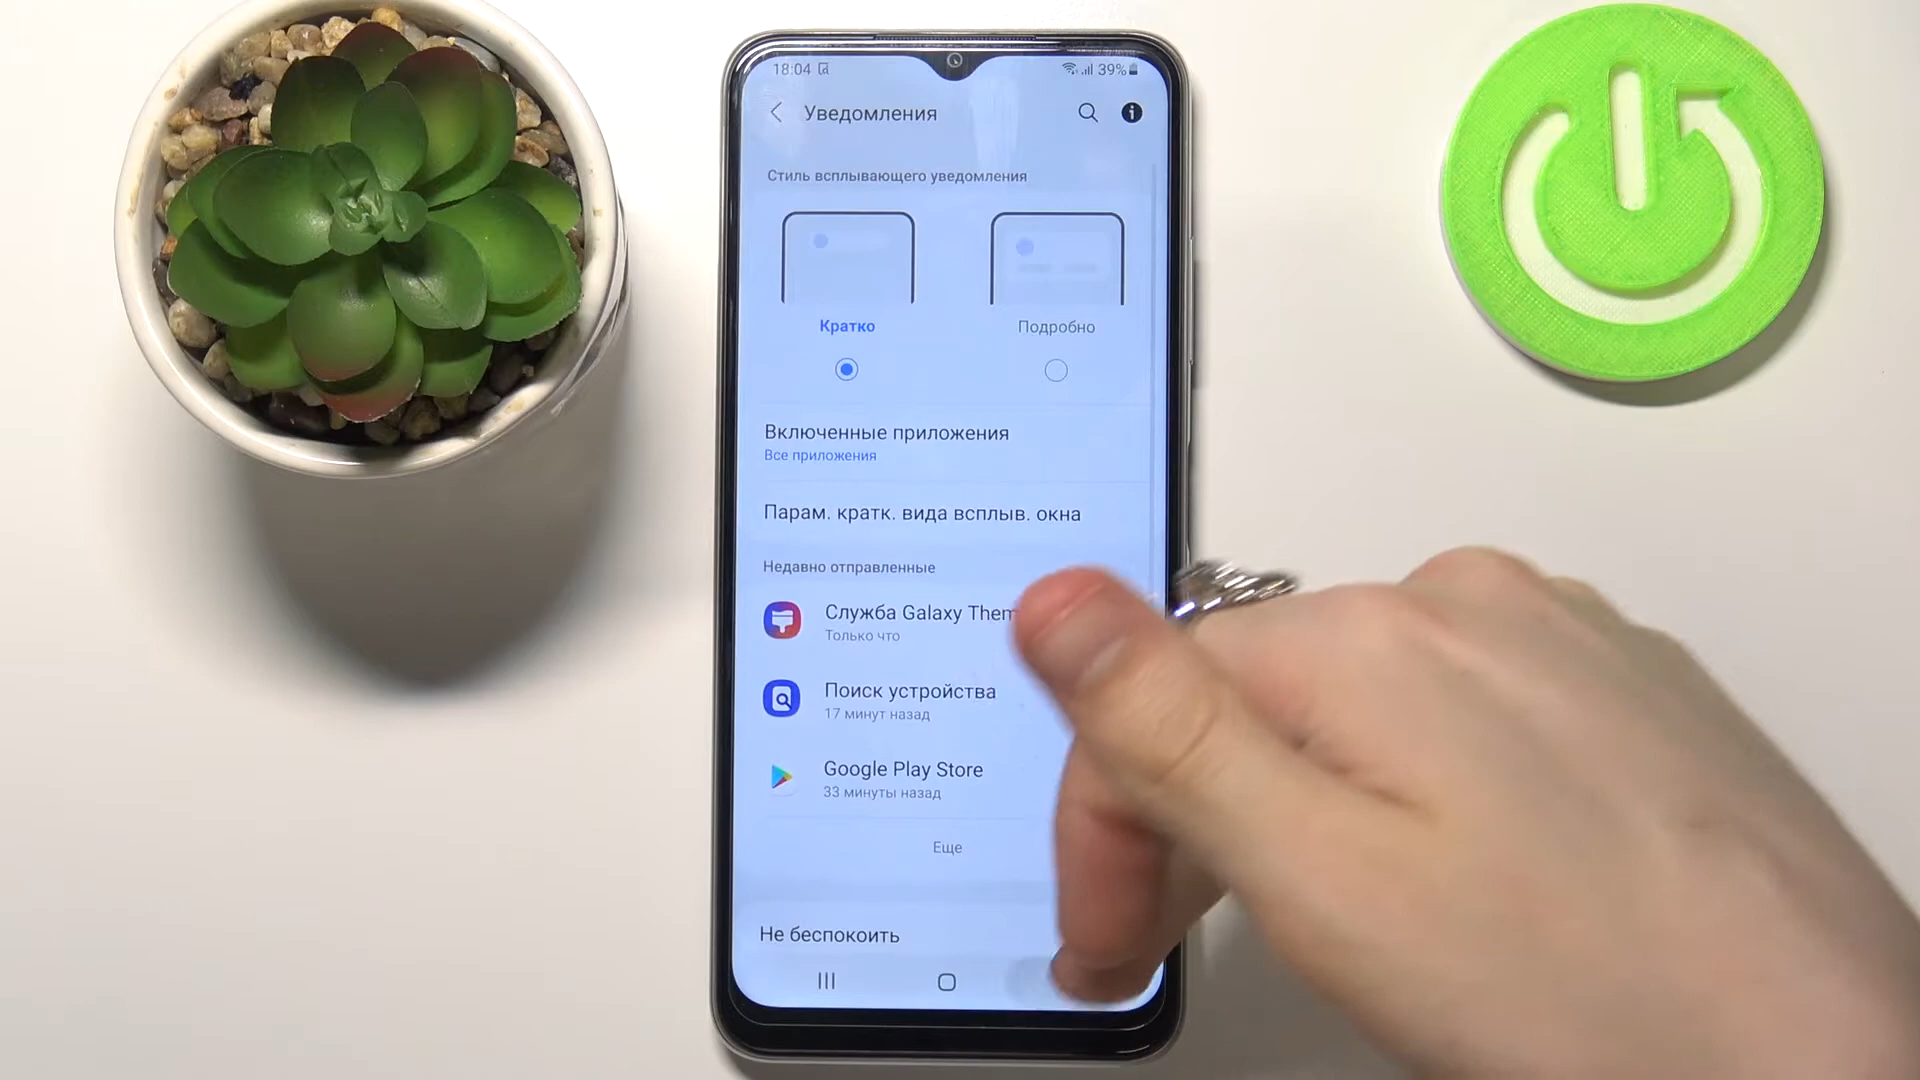 18:04
39%
Уведомления
Стиль всплывающего уведомления
Кратко
Подробно
Включенные приложения
Все приложения
Парам. кратк. вида всплыв. окна
Недавно отправленные
Служба Galaxy Them
Только что
Поиск устройства
17 минут назад
Google Play Store
33 минуты назад
Еще
Не беспокоить